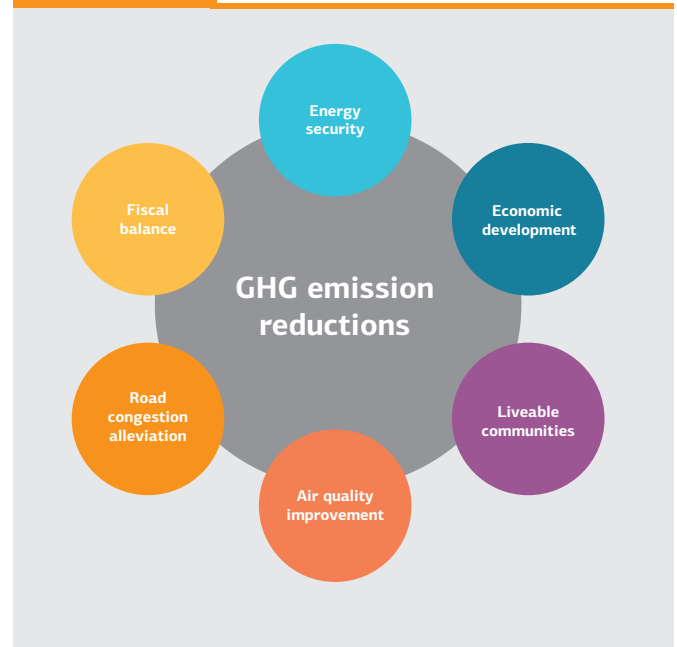 Energy
security
Fiscal
balance
Economic
development
GHG emission
reductions
Road
congestion
alleviation
Liveable
communities
Air quality
improvement